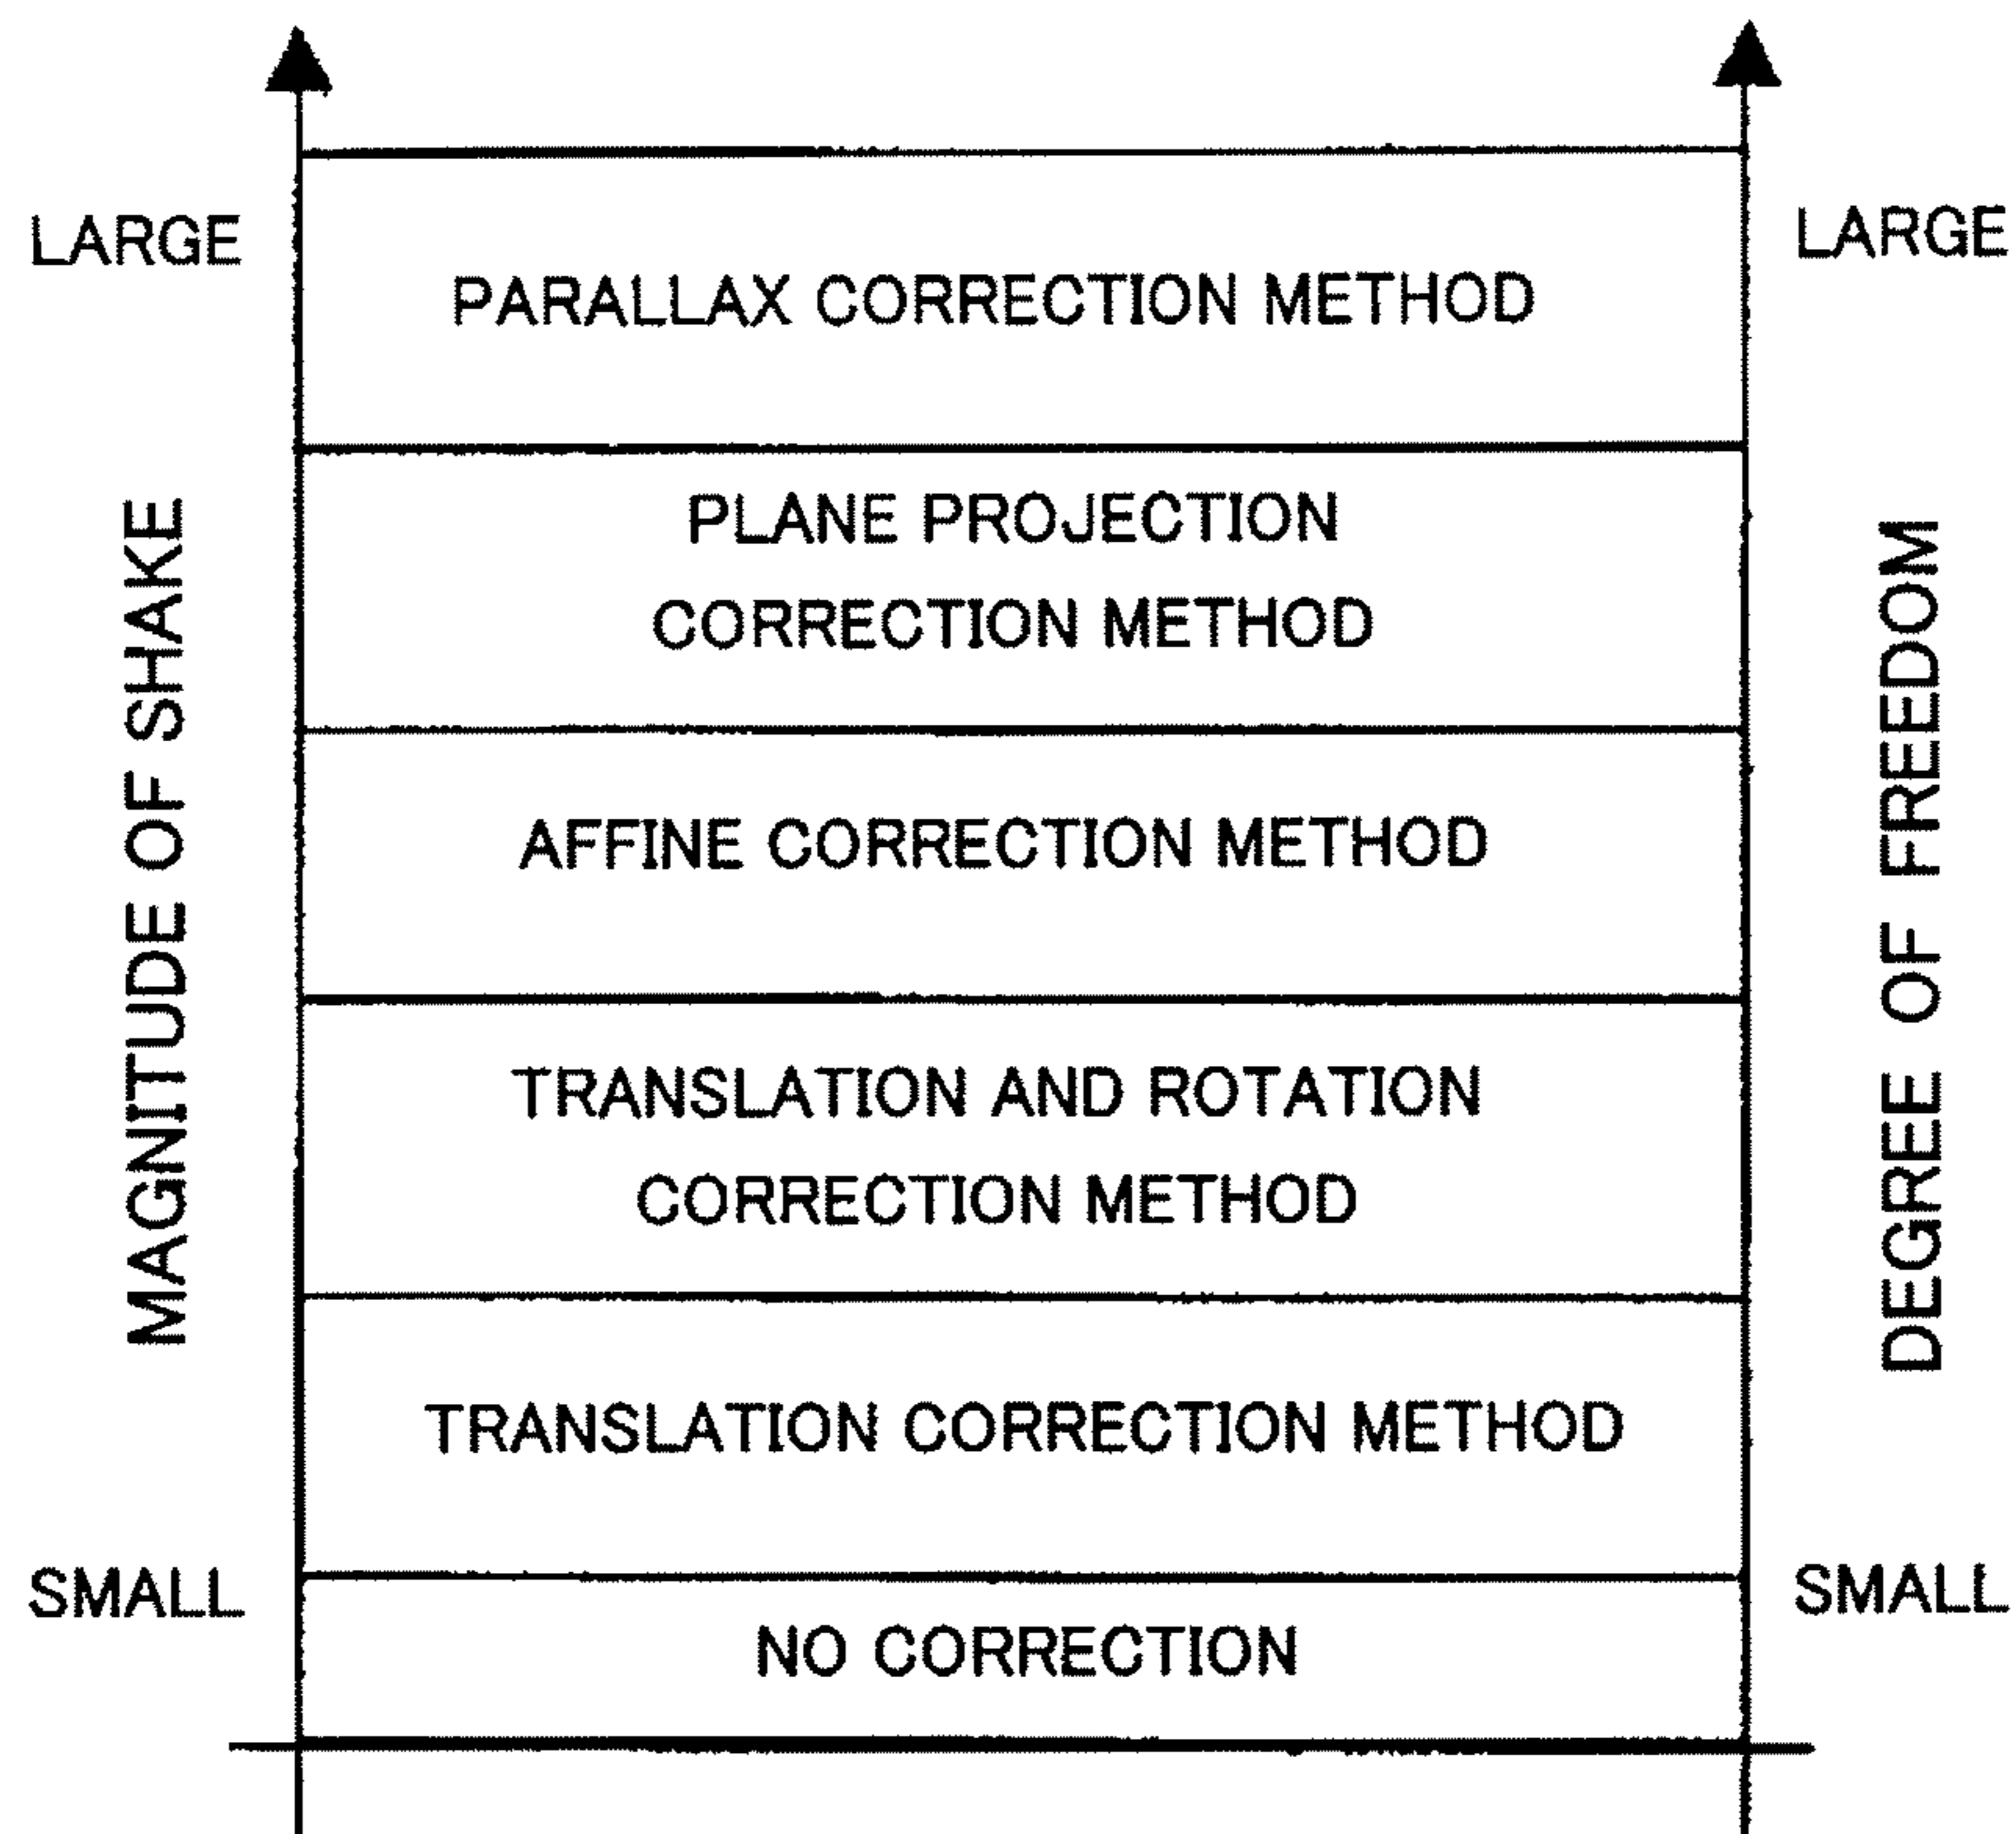 LARGE
LARGE
PARALLAX CORRECTION METHOD
PLANE PROJECTION
CORRECTION METHOD
AFFINE CORRECTION METHOD
TRANSLATION AND ROTATION
CORRECTION METHOD
TRANSLATION CORRECTION METHOD
SMALL
SMALL
NO CORRECTION
MAGNITUDE OF SHAKE
DEGREE OF FREEDOM